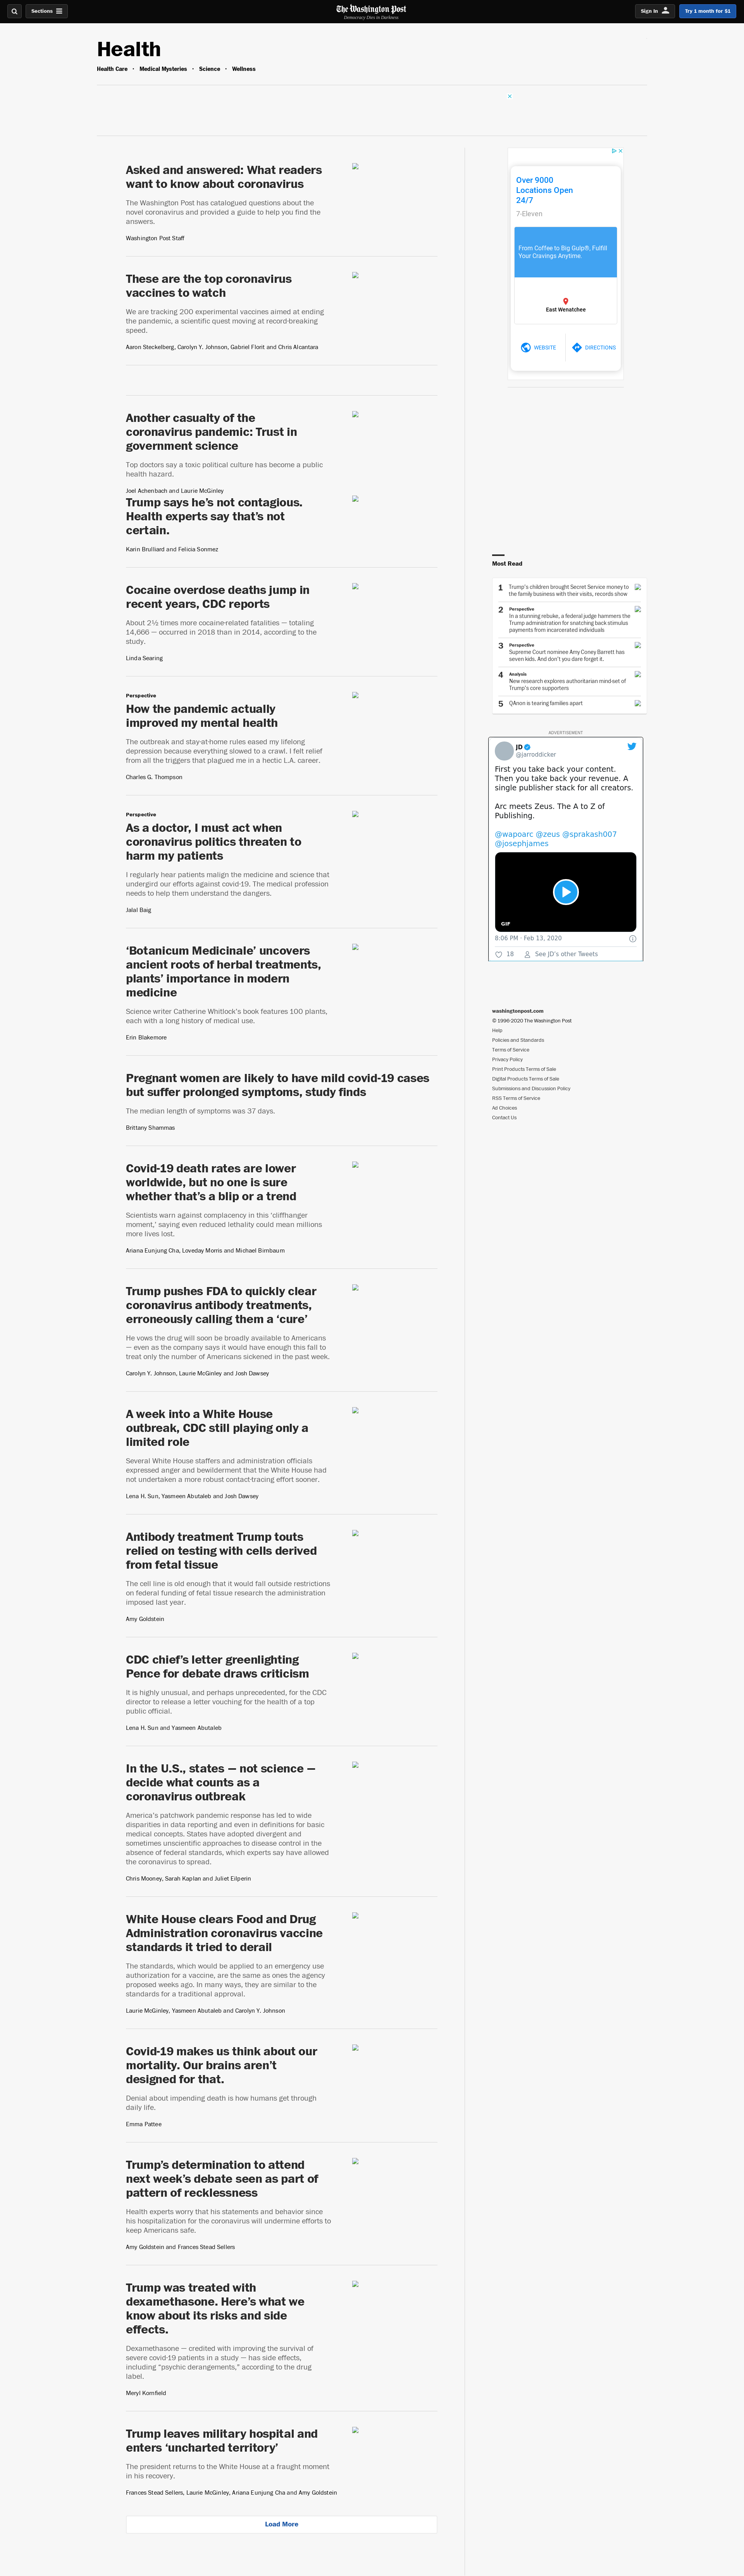 Sections
The Washington Post
Democracy Dies in Darkness
Sign In
Try 1 month for $1
Health
Health Care • Medical Mysteries • Science • Wellness
Asked and answered: What readers
want to know about coronavirus
The Washington Post has catalogued questions about the
novel coronavirus and provided a guide to help you find the
answers.
Washington Post Staff
These are the top coronavirus
vaccines to watch
We are tracking 200 experimental vaccines aimed at ending
the pandemic, a scientific quest moving at record-breaking
speed.
Aaron Steckelberg, Carolyn Y. Johnson, Gabriel Florit and Chris Alcantara
Another casualty of the
coronavirus pandemic: Trust in
government science
Top doctors say a toxic political culture has become a public
health hazard.
Joel Achenbach and Laurie McGinley
Trump says he’s not contagious.
Health experts say that’s not
certain.
Karin Brulliard and Felicia Sonmez
Cocaine overdose deaths jump in
recent years, CDC reports
About 2½ times more cocaine-related fatalities — totaling
14,666 — occurred in 2018 than in 2014, according to the
study.
Linda Searing
Perspective
How the pandemic actually
improved my mental health
The outbreak and stay-at-home rules eased my lifelong
depression because everything slowed to a crawl. I felt relief
from all the triggers that plagued me in a hectic L.A. career.
Charles G. Thompson
Perspective
As a doctor, I must act when
coronavirus politics threaten to
harm my patients
I regularly hear patients malign the medicine and science that
undergird our efforts against covid-19. The medical profession
needs to help them understand the dangers.
Jalal Baig
‘Botanicum Medicinale’ uncovers
ancient roots of herbal treatments,
plants’ importance in modern
medicine
Science writer Catherine Whitlock’s book features 100 plants,
each with a long history of medical use.
Erin Blakemore
Pregnant women are likely to have mild covid-19 cases
but suffer prolonged symptoms, study finds
The median length of symptoms was 37 days.
Brittany Shammas
Covid-19 death rates are lower
worldwide, but no one is sure
whether that’s a blip or a trend
Scientists warn against complacency in this ‘cliffhanger
moment,’ saying even reduced lethality could mean millions
more lives lost.
Ariana Eunjung Cha, Loveday Morris and Michael Birnbaum
Trump pushes FDA to quickly clear
coronavirus antibody treatments,
erroneously calling them a ‘cure’
He vows the drug will soon be broadly available to Americans
— even as the company says it would have enough this fall to
treat only the number of Americans sickened in the past week.
Carolyn Y. Johnson, Laurie McGinley and Josh Dawsey
A week into a White House
outbreak, CDC still playing only a
limited role
Several White House staffers and administration officials
expressed anger and bewilderment that the White House had
not undertaken a more robust contact-tracing effort sooner.
Lena H. Sun, Yasmeen Abutaleb and Josh Dawsey
Antibody treatment Trump touts
relied on testing with cells derived
from fetal tissue
The cell line is old enough that it would fall outside restrictions
on federal funding of fetal tissue research the administration
imposed last year.
Amy Goldstein
CDC chief’s letter greenlighting
Pence for debate draws criticism
It is highly unusual, and perhaps unprecedented, for the CDC
director to release a letter vouching for the health of a top
public official.
Lena H. Sun and Yasmeen Abutaleb
In the U.S., states — not science —
decide what counts as a
coronavirus outbreak
America’s patchwork pandemic response has led to wide
disparities in data reporting and even in definitions for basic
medical concepts. States have adopted divergent and
sometimes unscientific approaches to disease control in the
absence of federal standards, which experts say have allowed
the coronavirus to spread.
Chris Mooney, Sarah Kaplan and Juliet Eilperin
White House clears Food and Drug
Administration coronavirus vaccine
standards it tried to derail
The standards, which would be applied to an emergency use
authorization for a vaccine, are the same as ones the agency
proposed weeks ago. In many ways, they are similar to the
standards for a traditional approval.
Laurie McGinley, Yasmeen Abutaleb and Carolyn Y. Johnson
Covid-19 makes us think about our
mortality. Our brains aren’t
designed for that.
Denial about impending death is how humans get through
daily life.
Emma Pattee
Trump’s determination to attend
next week’s debate seen as part of
pattern of recklessness
Health experts worry that his statements and behavior since
his hospitalization for the coronavirus will undermine efforts to
keep Americans safe.
Amy Goldstein and Frances Stead Sellers
Trump was treated with
dexamethasone. Here’s what we
know about its risks and side
effects.
Dexamethasone — credited with improving the survival of
severe covid-19 patients in a study — has side effects,
including “psychic derangements,” according to the drug
label.
Meryl Kornfield
Trump leaves military hospital and
enters ‘uncharted territory’
The president returns to the White House at a fraught moment
in his recovery.
Frances Stead Sellers, Laurie McGinley, Ariana Eunjung Cha and Amy Goldstein
Load More
Over 9000
Locations Open
24/7
7-Eleven
From Coffee to Big Gulp®, Fulfill
Your Cravings Anytime.
East Wenatchee
WEBSITE
DIRECTIONS
Most Read
1 Trump’s children brought Secret Service money to
the family business with their visits, records show
2 Perspective
In a stunning rebuke, a federal judge hammers the
Trump administration for snatching back stimulus
payments from incarcerated individuals
3 Perspective
Supreme Court nominee Amy Coney Barrett has
seven kids. And don’t you dare forget it.
4 Analysis
New research explores authoritarian mind-set of
Trump’s core supporters
5 QAnon is tearing families apart
ADVERTISEMENT
JD
@jarroddicker
First you take back your content.
Then you take back your revenue. A
single publisher stack for all creators.
Arc meets Zeus. The A to Z of
Publishing.
@wapoarc @zeus @sprakash007
@josephjames
GIF
8:06 PM · Feb 13, 2020
18 See JD’s other Tweets
washingtonpost.com
© 1996-2020 The Washington Post
Help
Policies and Standards
Terms of Service
Privacy Policy
Print Products Terms of Sale
Digital Products Terms of Sale
Submissions and Discussion Policy
RSS Terms of Service
Ad Choices
Contact Us